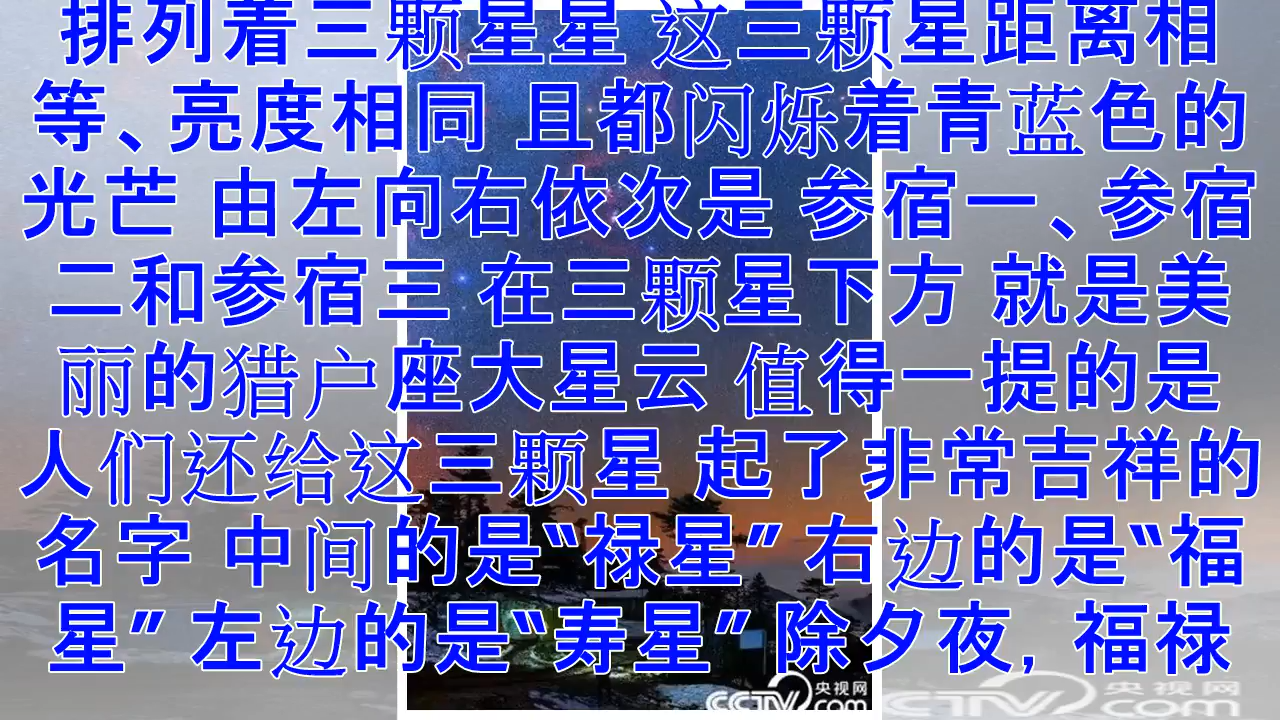 排列着三颗星星 这三颗星距离相
等、亮度相同 且都闪烁着青蓝色的
光芒 由左向右依次是 参宿一、参宿
二和参宿三 在三颗星下方 就是美
丽的猎户座大星云 值得一提的是
人们还给这三颗星 起了非常吉祥的
名字 中间的是“禄星” 右边的是“福
星” 左边的是“寿星” 除夕夜, 福禄
央视网
CCTV.com
央视网
CCTV.com